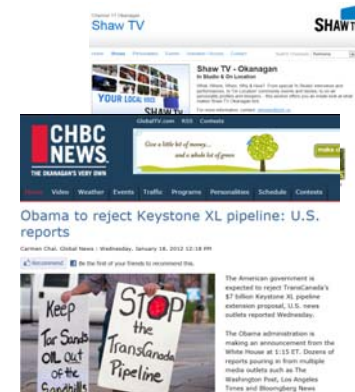 Channel 11 Okanagan
Shaw TV
SHAW T
Home Shows
Shaw TV - Okanagan
In Studio & On Location
YOUR LOCAL VOICE
GlobalTV.com RSS Contests
CHBC
NEWS
THE OKANAGAN'S VERY OWN
Give a little bit of money...
and a whole lot of green
make a
Home Video Weather Events Traffic Programs Personalities Schedule Contests
Obama to reject Keystone XL pipeline: U.S.
reports
Carmen Chai, Global News : Wednesday, January 18, 2012 12:18 PM
Recommend Be the first of your friends to recommend this.
The American government is
expected to reject TransCanada's
$7 billion Keystone XL pipeline
extension proposal, U.S. news
outlets reported Wednesday.
The Obama administration is
making an announcement from the
White House at 1:15 ET. Dozens of
reports pouring in from multiple
media outlets such as The
Washington Post, Los Angeles
Times and Bloomberg News
Keep
Tar Sands
OIL out
of the
Sandhills
STOP
the
TransCanada
Pipeline